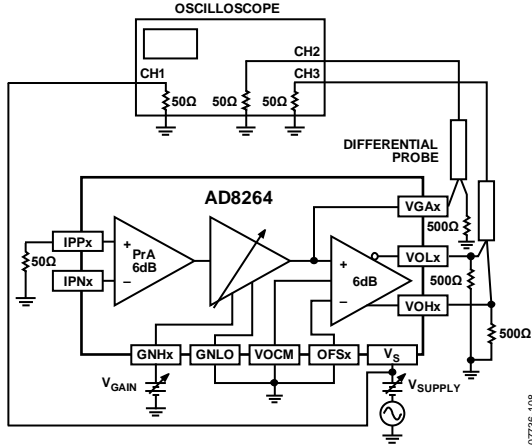 OSCILLOSCOPE
CH2
CH1
CH3
50Ω
50Ω
50Ω
DIFFERENTIAL
PROBE
AD8264
VGAx
500Ω
IPPx
+
PrA
6dB
–
+
6dB
–
VOLx
50Ω
IPNx
500Ω
VOHx
500Ω
GNHx
GNLO
VOCM
OFSx
VS
VGAIN
VSUPPLY
07736-108